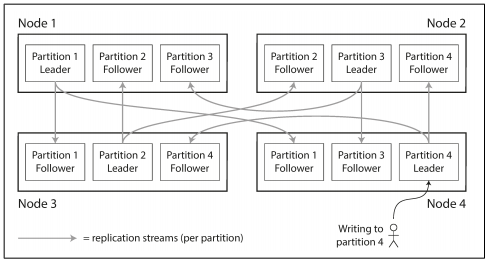 Node 1
Node 2
Partition 1
Leader
Partition 2
Follower
Partition 3
Follower
Partition 2
Follower
Partition 3
Leader
Partition 4
Follower
Partition 1
Follower
Partition 2
Leader
Partition 4
Follower
Partition 1
Follower
Partition 3
Follower
Partition 4
Leader
Node 3
Node 4
Writing to
partition 4
= replication streams (per partition)